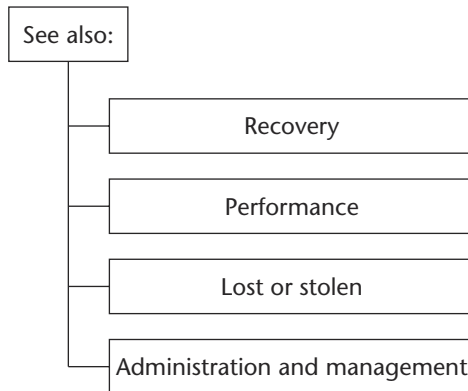 See also:
Recovery
Performance
Lost or stolen
Administration and management